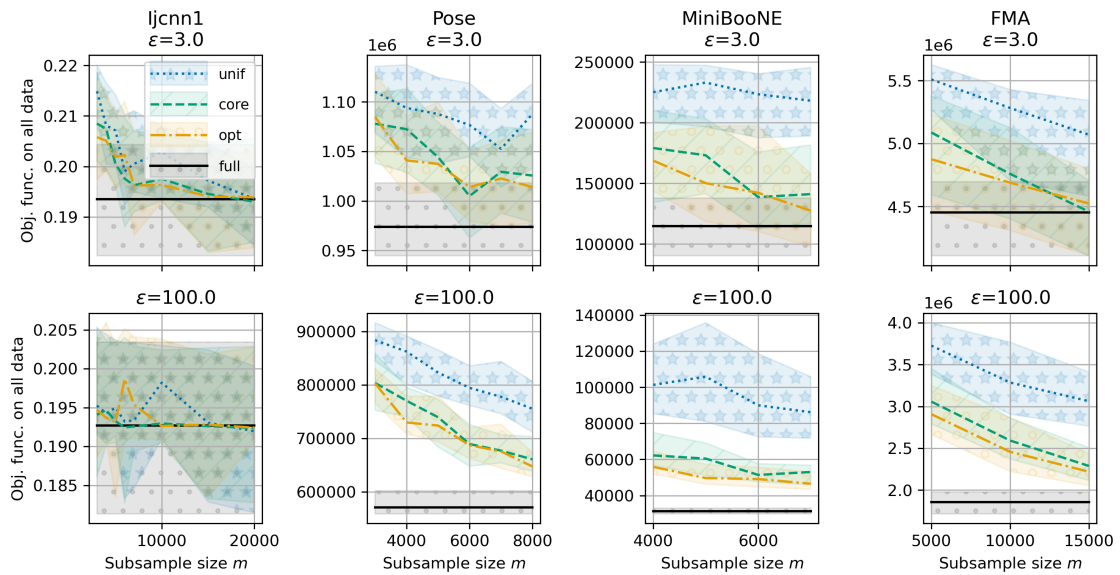 Ijcnn1
ε=3.0
Pose
ε=3.0
MiniBooNE
ε=3.0
FMA
ε=3.0
Obj. func. on all data
0.22
0.21
0.20
0.19
unif
core
opt
full
1e6
1.10
1.05
1.00
0.95
250000
200000
150000
100000
1e6
5.5
5.0
4.5
ε=100.0
ε=100.0
ε=100.0
ε=100.0
Obj. func. on all data
0.205
0.200
0.195
0.190
0.185
10000
20000
Subsample size m
900000
800000
700000
600000
4000
6000
8000
Subsample size m
140000
120000
100000
80000
60000
40000
4000
6000
Subsample size m
1e6
4.0
3.5
3.0
2.5
2.0
5000
10000
15000
Subsample size m